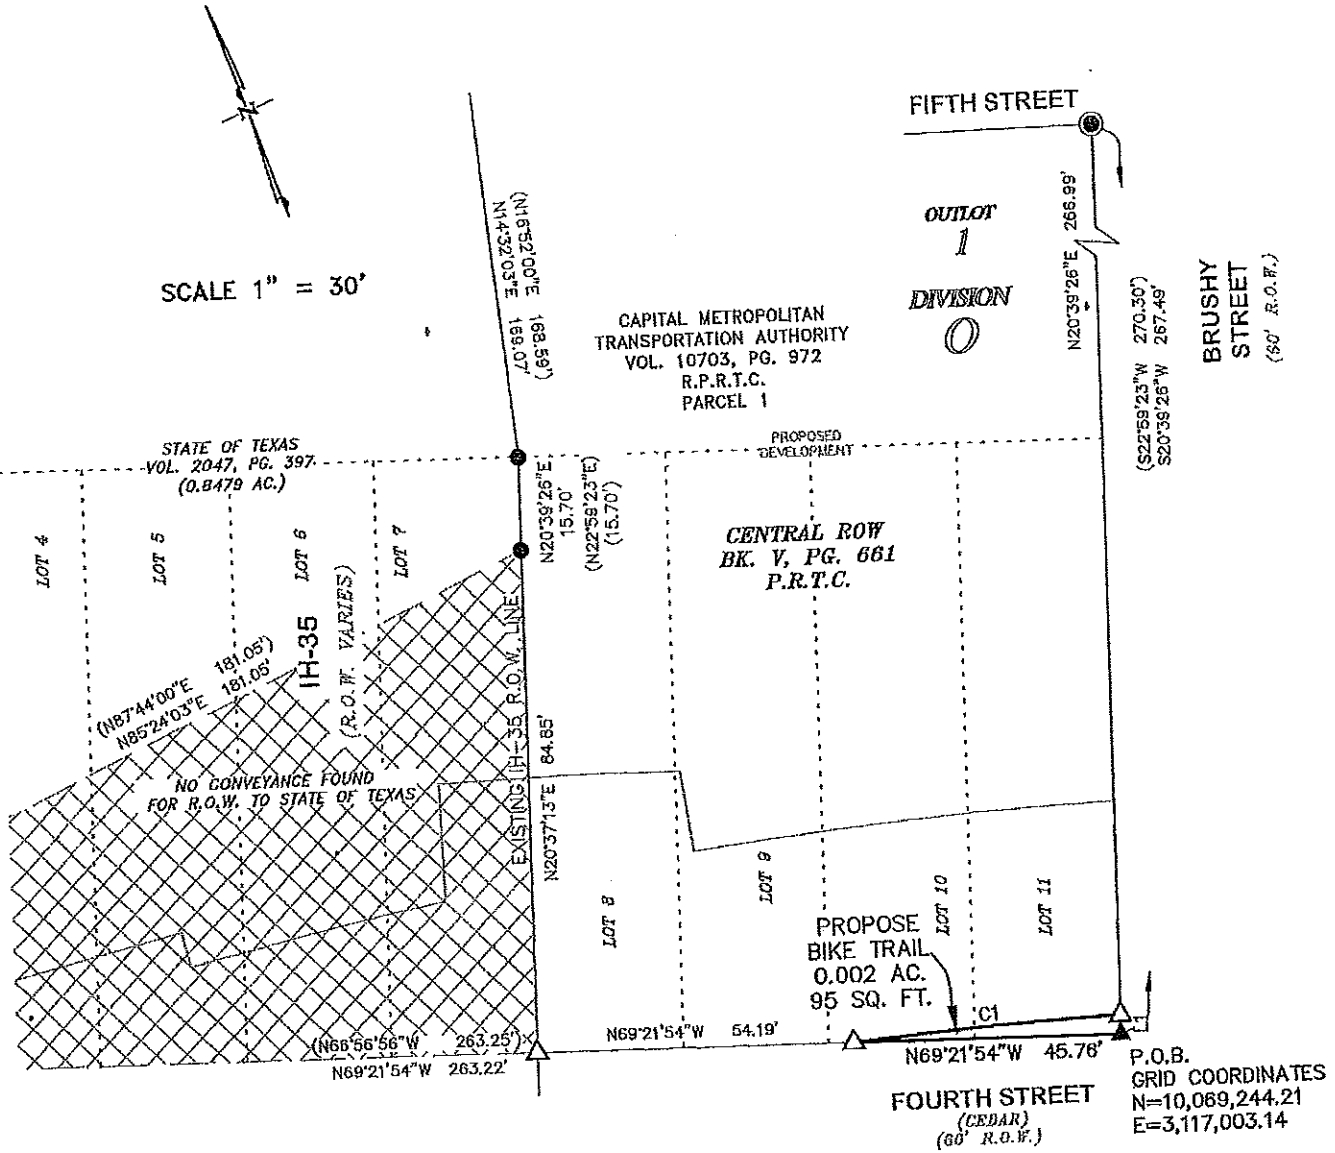 Z
SCALE 1" = 30'
FIFTH STREET
OUTLOT
1
DIVISION
O
N20°39'26"E 266.99'
(S22°59'23"W 270.30')
S20°39'26"W 267.49'
BRUSHY
STREET
(60' R.O.W.)
(N16°52'00"E 168.59')
N14°32'03"E 169.07'
CAPITAL METROPOLITAN
TRANSPORTATION AUTHORITY
VOL. 10703, PG. 972
R.P.R.T.C.
PARCEL 1
STATE OF TEXAS
VOL. 2047, PG. 397
(0.8479 AC.)
PROPOSED
DEVELOPMENT
N20°39'26"E
15.70'
(N22°59'23"E)
(15.70')
CENTRAL ROW
BK. V, PG. 661
P.R.T.C.
LOT 4
LOT 5
LOT 6
LOT 7
IH-35
(R.O.W. VARIES)
(N87°44'00"E 181.05')
N85°24'03"E 181.05'
EXISTING IH-35 R.O.W. LINE
N20°37'13"E 84.85'
NO CONVEYANCE FOUND
FOR R.O.W. TO STATE OF TEXAS
LOT 8
LOT 9
LOT 10
LOT 11
PROPOSE
BIKE TRAIL
0.002 AC.
95 SQ. FT.
C1
(N66°56'56"W 263.25')
N69°21'54"W 263.22'
N69°21'54"W 54.19'
N69°21'54"W 45.76'
FOURTH STREET
(CEDAR)
(60' R.O.W.)
P.O.B.
GRID COORDINATES
N=10,069,244.21
E=3,117,003.14